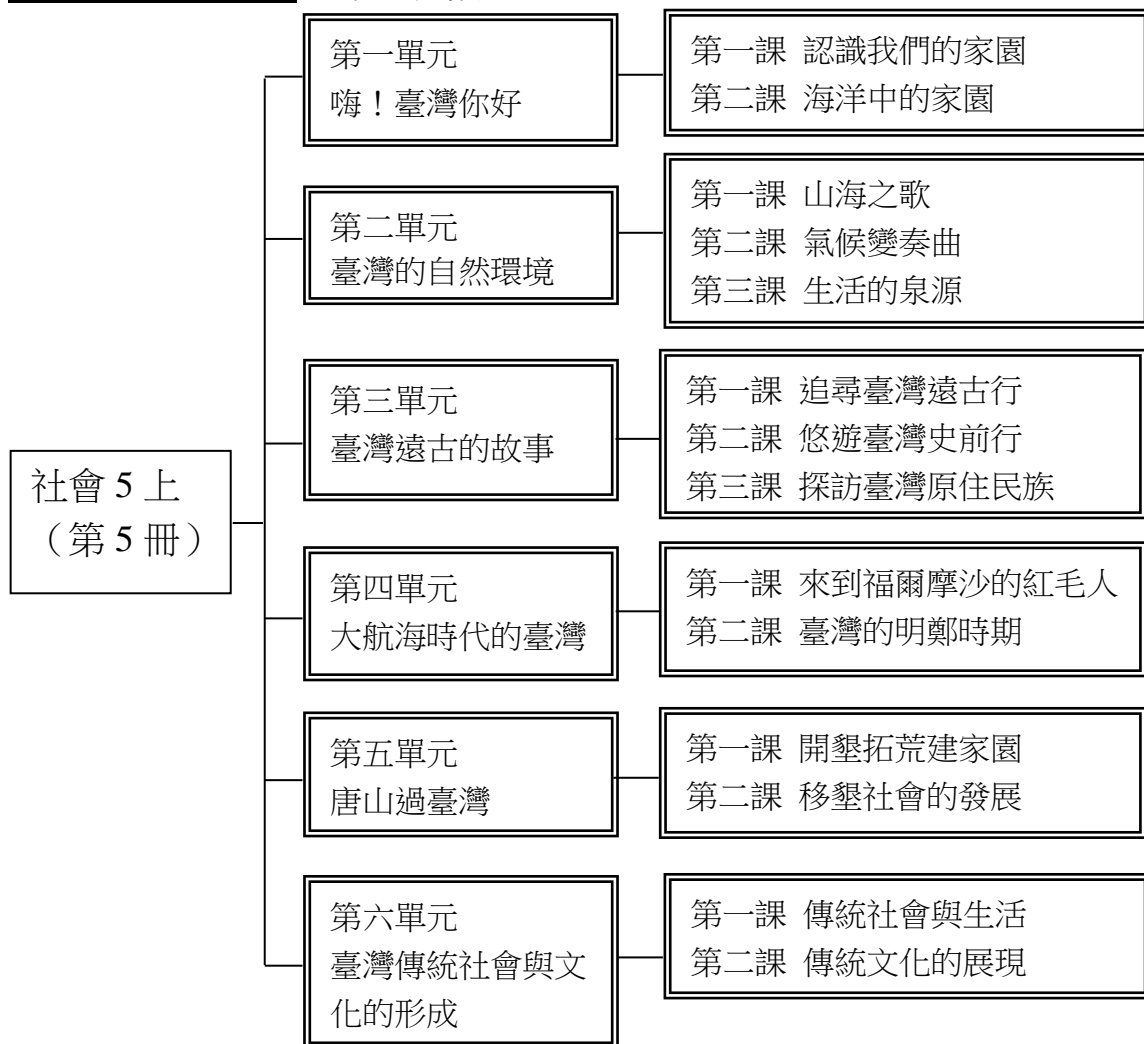 第一單元
嗨！臺灣你好
第一課 認識我們的家園
第二課 海洋中的家園
第二單元
臺灣的自然環境
第一課 山海之歌
第二課 氣候變奏曲
第三課 生活的泉源
第三單元
臺灣遠古的故事
第一課 追尋臺灣遠古行
第二課 悠遊臺灣史前行
第三課 探訪臺灣原住民族
社會 5 上
（第 5 冊）
第四單元
大航海時代的臺灣
第一課 來到福爾摩沙的紅毛人
第二課 臺灣的明鄭時期
第五單元
唐山過臺灣
第一課 開墾拓荒建家園
第二課 移墾社會的發展
第六單元
臺灣傳統社會與文
化的形成
第一課 傳統社會與生活
第二課 傳統文化的展現